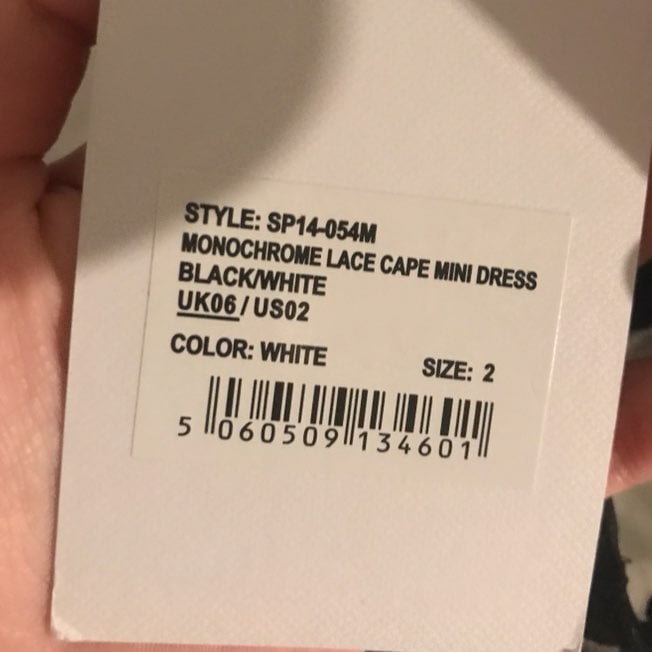 STYLE: SP14-054M
MONOCHROME LACE CAPE MINI DRESS
BLACK/WHITE
UK06 / US02
COLOR: WHITE SIZE: 2
5 060509 134601